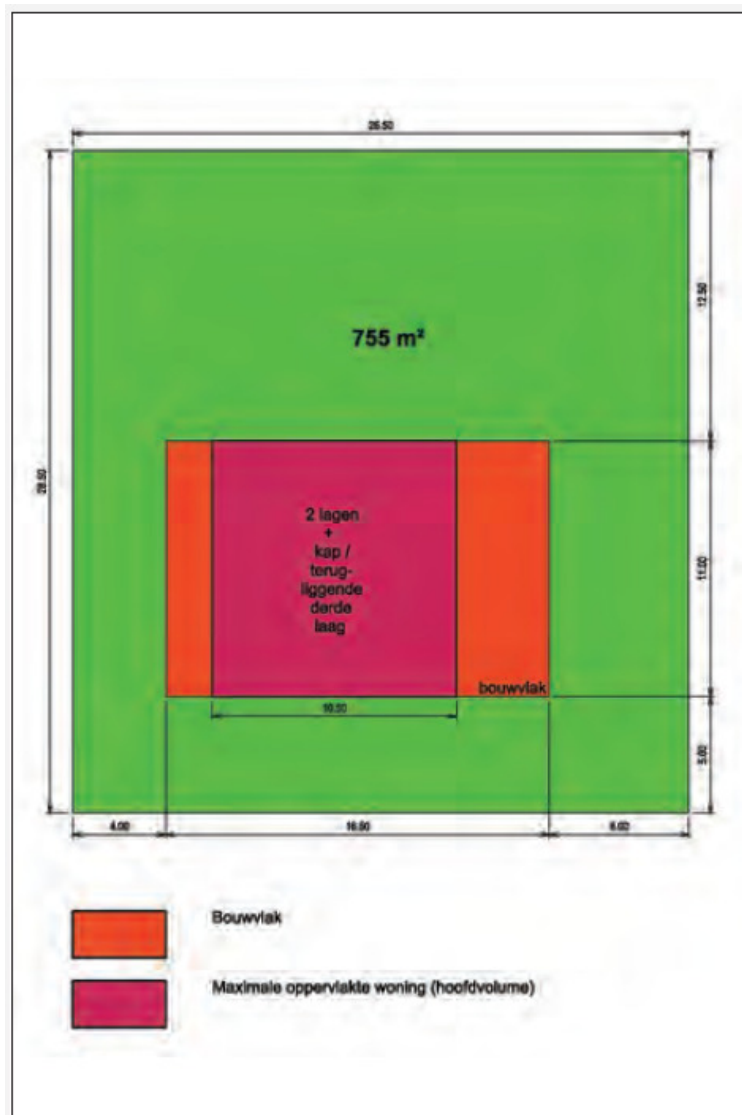 26.50
12.50
755 m²
28.50
2 lagen
+
kap /
terug-
liggende
derde
laag
11.00
bouwvlak
10.50
5.00
4.00
16.50
6.00
Bouwvlak
Maximale oppervlakte woning (hoofdvolume)